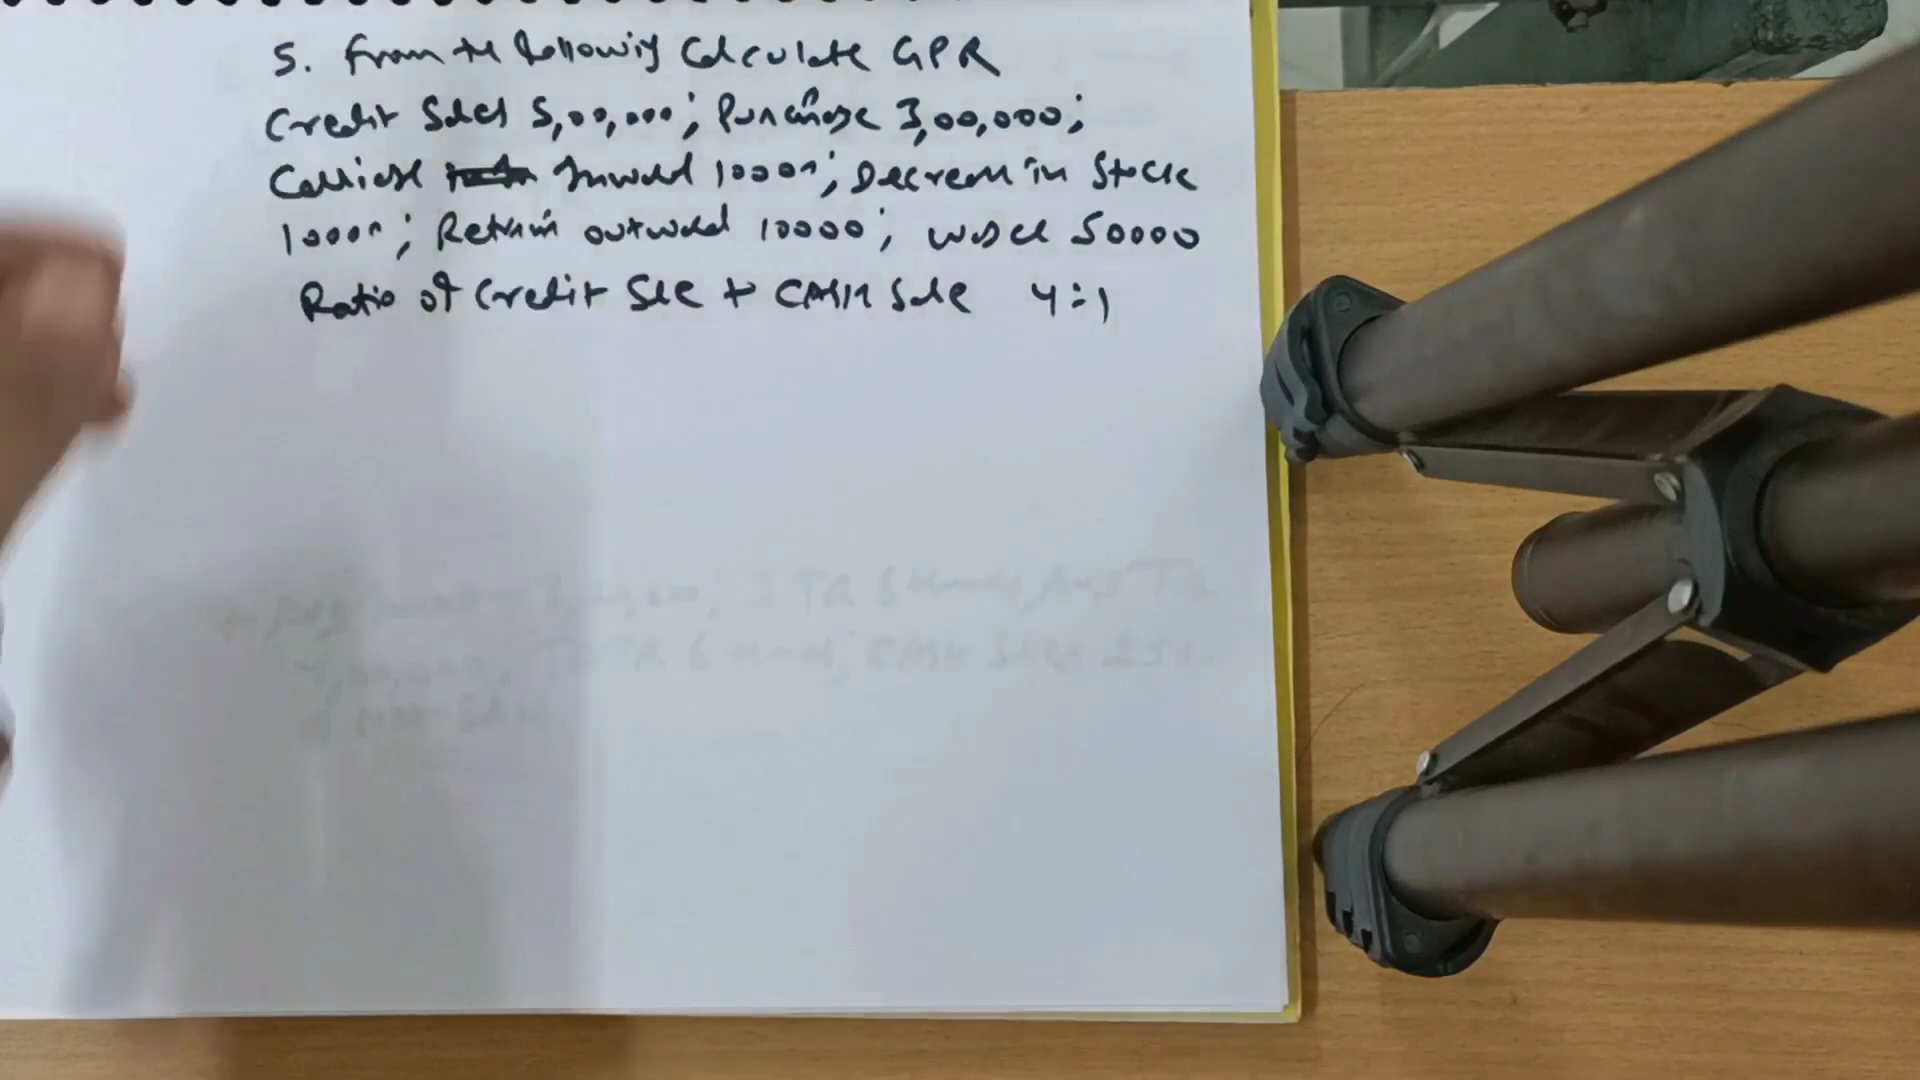 5. From the following Calculate GPR
Credit Sales 5,00,000; Purchase 3,00,000;
Carriage Inward 10000; Decrease in Stock
10000; Return outward 10000; wages 50000
Ratio of Credit Sale & Cash Sale 4:1